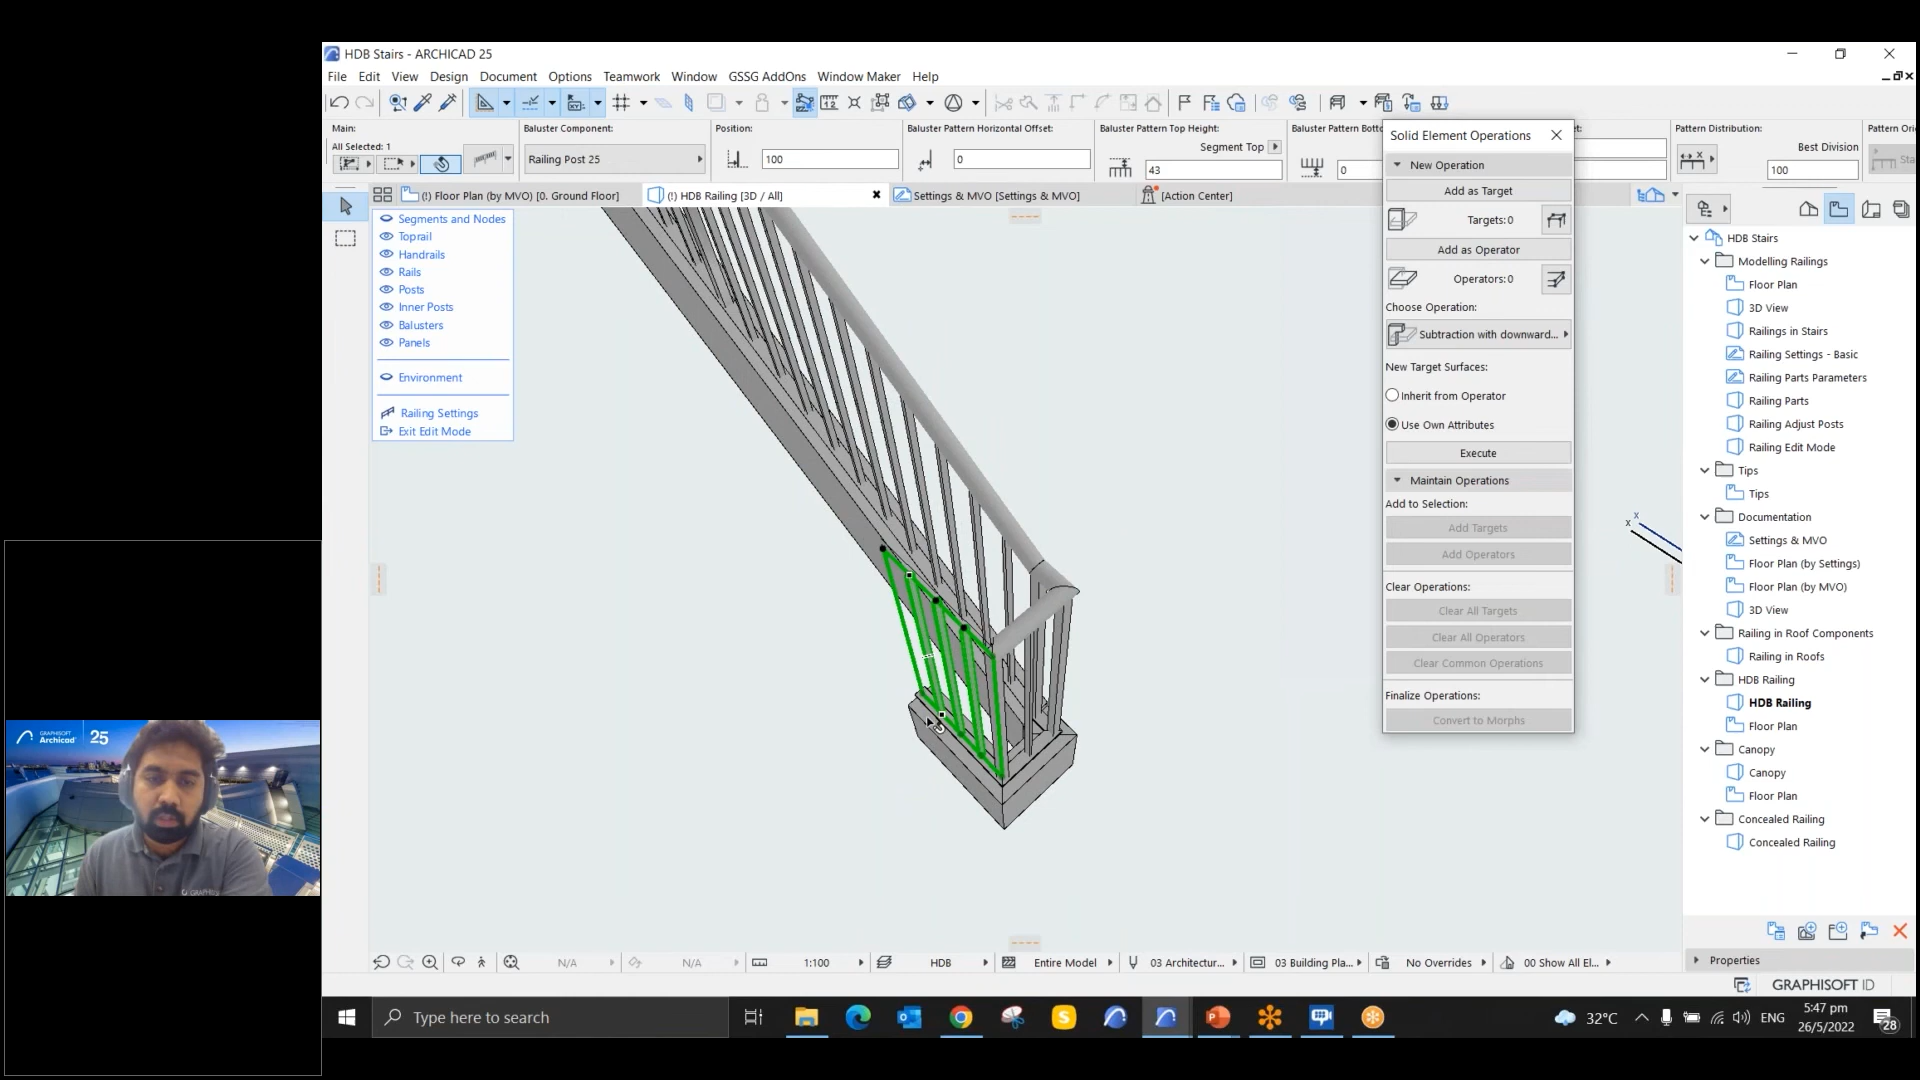 HDB Stairs - ARCHICAD 25
File Edit View Design Document Options Teamwork Window GSSG AddOns Window Maker Help
Main:
All Selected: 1
Baluster Component:
Railing Post 25
Position:
100
Baluster Pattern Horizontal Offset:
0
Baluster Pattern Top Height:
Segment Top
43
Baluster Pattern Botto
0
Pattern Distribution:
Best Division
100
Pattern Ori
(!) Floor Plan (by MVO) [0. Ground Floor]
(!) HDB Railing [3D / All]
Settings & MVO [Settings & MVO]
[Action Center]
Segments and Nodes
Toprail
Handrails
Rails
Posts
Inner Posts
Balusters
Panels
Environment
Railing Settings
Exit Edit Mode
Solid Element Operations
New Operation
Add as Target
Targets:0
Add as Operator
Operators:0
Choose Operation:
Subtraction with downward...
New Target Surfaces:
Inherit from Operator
Use Own Attributes
Execute
Maintain Operations
Add to Selection:
Add Targets
Add Operators
Clear Operations:
Clear All Targets
Clear All Operators
Clear Common Operations
Finalize Operations:
Convert to Morphs
x
x
HDB Stairs
Modelling Railings
Floor Plan
3D View
Railings in Stairs
Railing Settings - Basic
Railing Parts Parameters
Railing Parts
Railing Adjust Posts
Railing Edit Mode
Tips
Tips
Documentation
Settings & MVO
Floor Plan (by Settings)
Floor Plan (by MVO)
3D View
Railing in Roof Components
Railing in Roofs
HDB Railing
HDB Railing
Floor Plan
Canopy
Canopy
Floor Plan
Concealed Railing
Concealed Railing
Properties
GRAPHISOFT ID
GRAPHISOFT
Archicad 25
N/A
N/A
1:100
HDB
Entire Model
03 Architectur...
03 Building Pla...
No Overrides
00 Show All El...
Type here to search
32°C
ENG
5:47 pm
26/5/2022
28